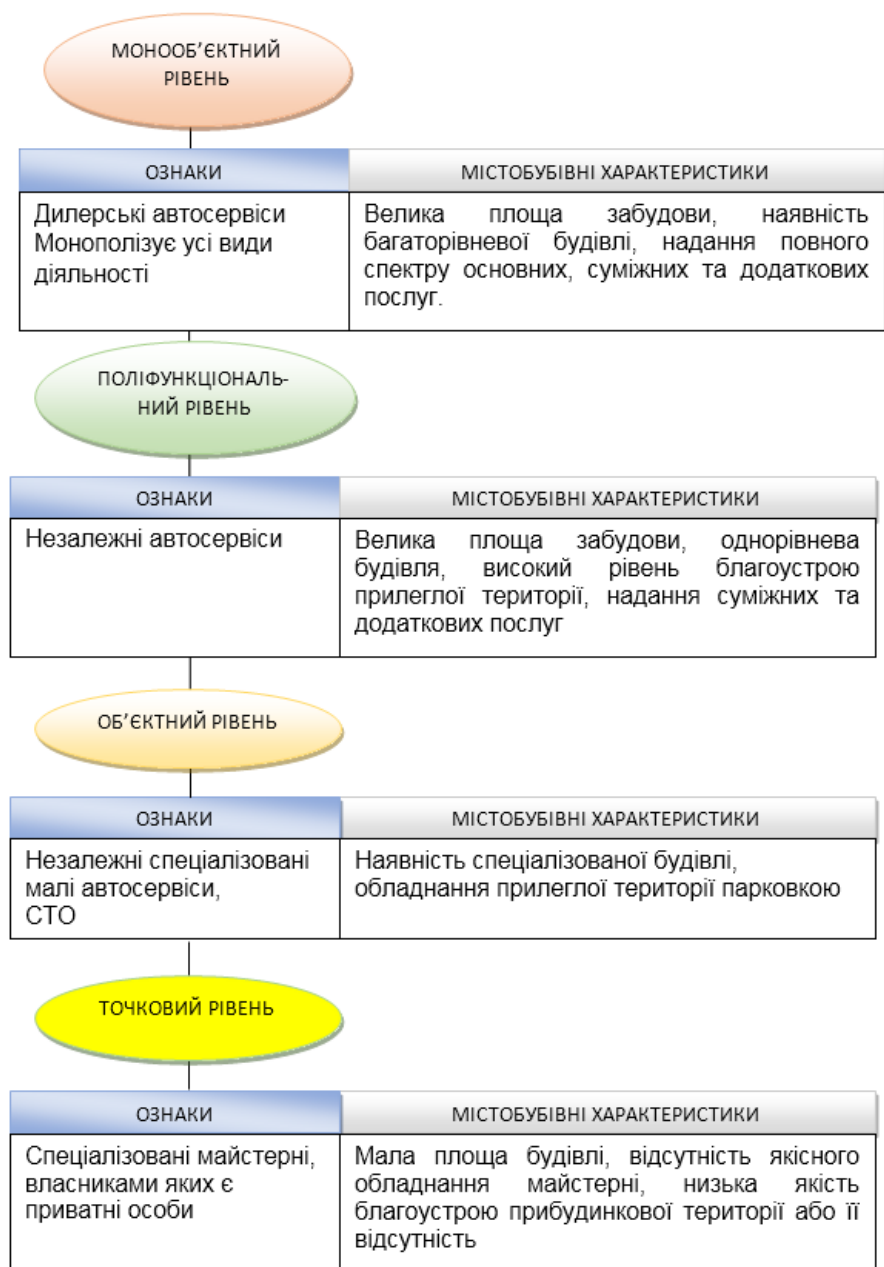 МОНООБ’ЄКТНИЙ
РІВЕНЬ
ОЗНАКИ
МІСТОБУБІВНІ ХАРАКТЕРИСТИКИ
Дилерські автосервіси
Монополізує усі види
діяльності
Велика площа забудови, наявність
багаторівневої будівлі, надання повного
спектру основних, суміжних та додаткових
послуг.
ПОЛІФУНКЦІОНАЛЬ-
НИЙ РІВЕНЬ
ОЗНАКИ
МІСТОБУБІВНІ ХАРАКТЕРИСТИКИ
Незалежні автосервіси
Велика площа забудови, однорівнева
будівля, високий рівень благоустрою
прилеглої території, надання суміжних та
додаткових послуг
ОБ’ЄКТНИЙ РІВЕНЬ
ОЗНАКИ
МІСТОБУБІВНІ ХАРАКТЕРИСТИКИ
Незалежні спеціалізовані
малі автосервіси,
СТО
Наявність спеціалізованої будівлі,
обладнання прилеглої території парковкою
ТОЧКОВИЙ РІВЕНЬ
ОЗНАКИ
МІСТОБУБІВНІ ХАРАКТЕРИСТИКИ
Спеціалізовані майстерні,
власниками яких є
приватні особи
Мала площа будівлі, відсутність якісного
обладнання майстерні, низька якість
благоустрою прибудинкової території або її
відсутність